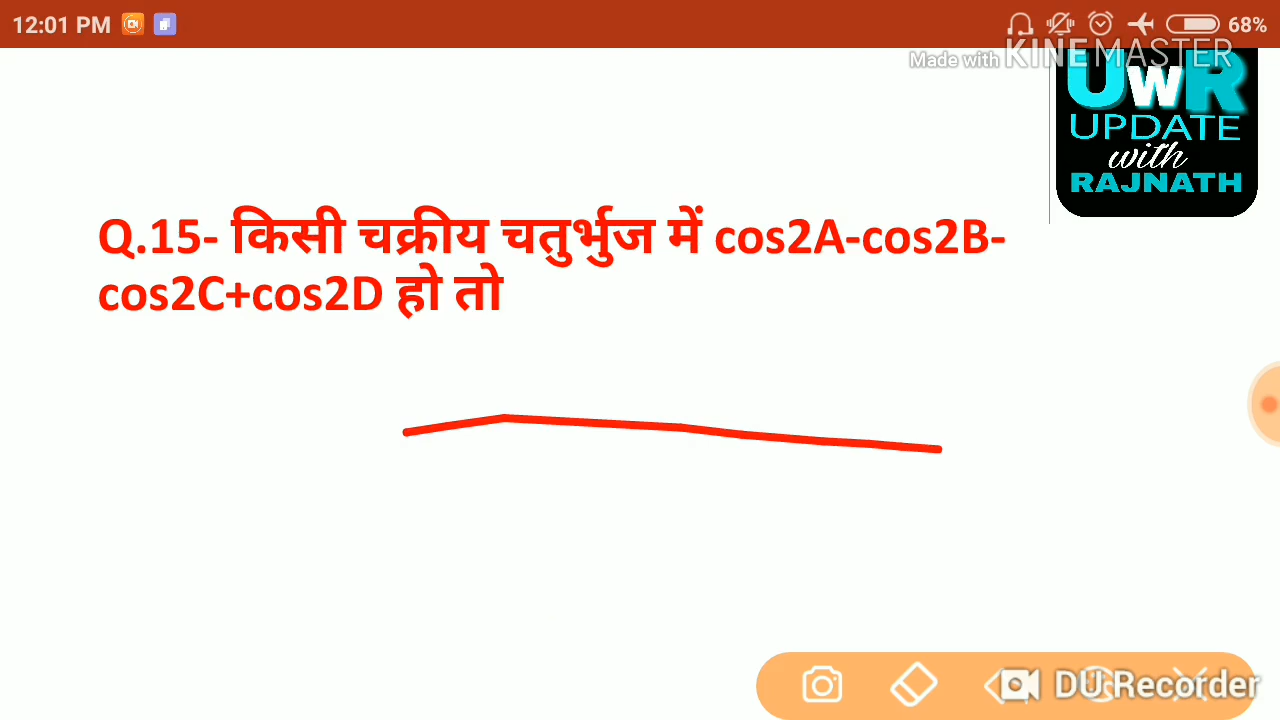 12:01 PM
68%
Made with KINEMASTER
UwR
UPDATE
with
RAJNATH
Q.15- किसी चक्रीय चतुर्भुज में cos2A-cos2B-
cos2C+cos2D हो तो
DU Recorder